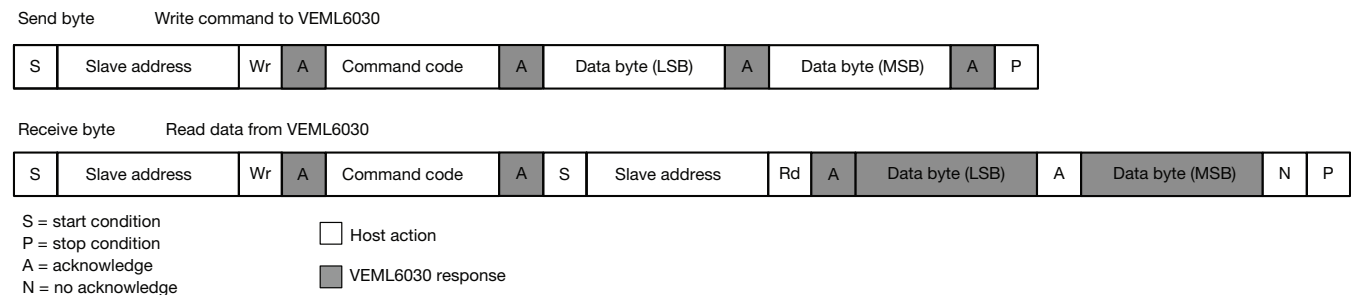 Send byte Write command to VEML6030
S Slave address Wr A Command code A Data byte (LSB) A Data byte (MSB) A P
Receive byte Read data from VEML6030
S Slave address Wr A Command code A S Slave address Rd A Data byte (LSB) A Data byte (MSB) N P
S = start condition
P = stop condition
A = acknowledge
N = no acknowledge
Host action
VEML6030 response